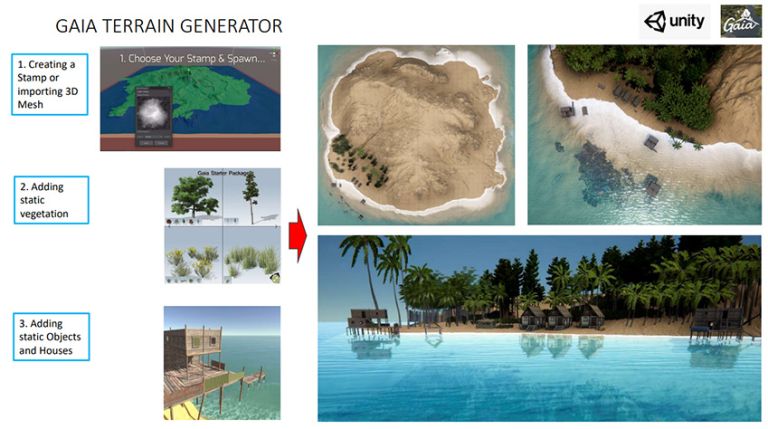 GAIA TERRAIN GENERATOR
unity
Gaia
1. Creating a
Stamp or
importing 3D
Mesh
1. Choose Your Stamp & Spawn...
2. Adding
static
vegetation
Gaia Starter Package
3. Adding
static Objects
and Houses